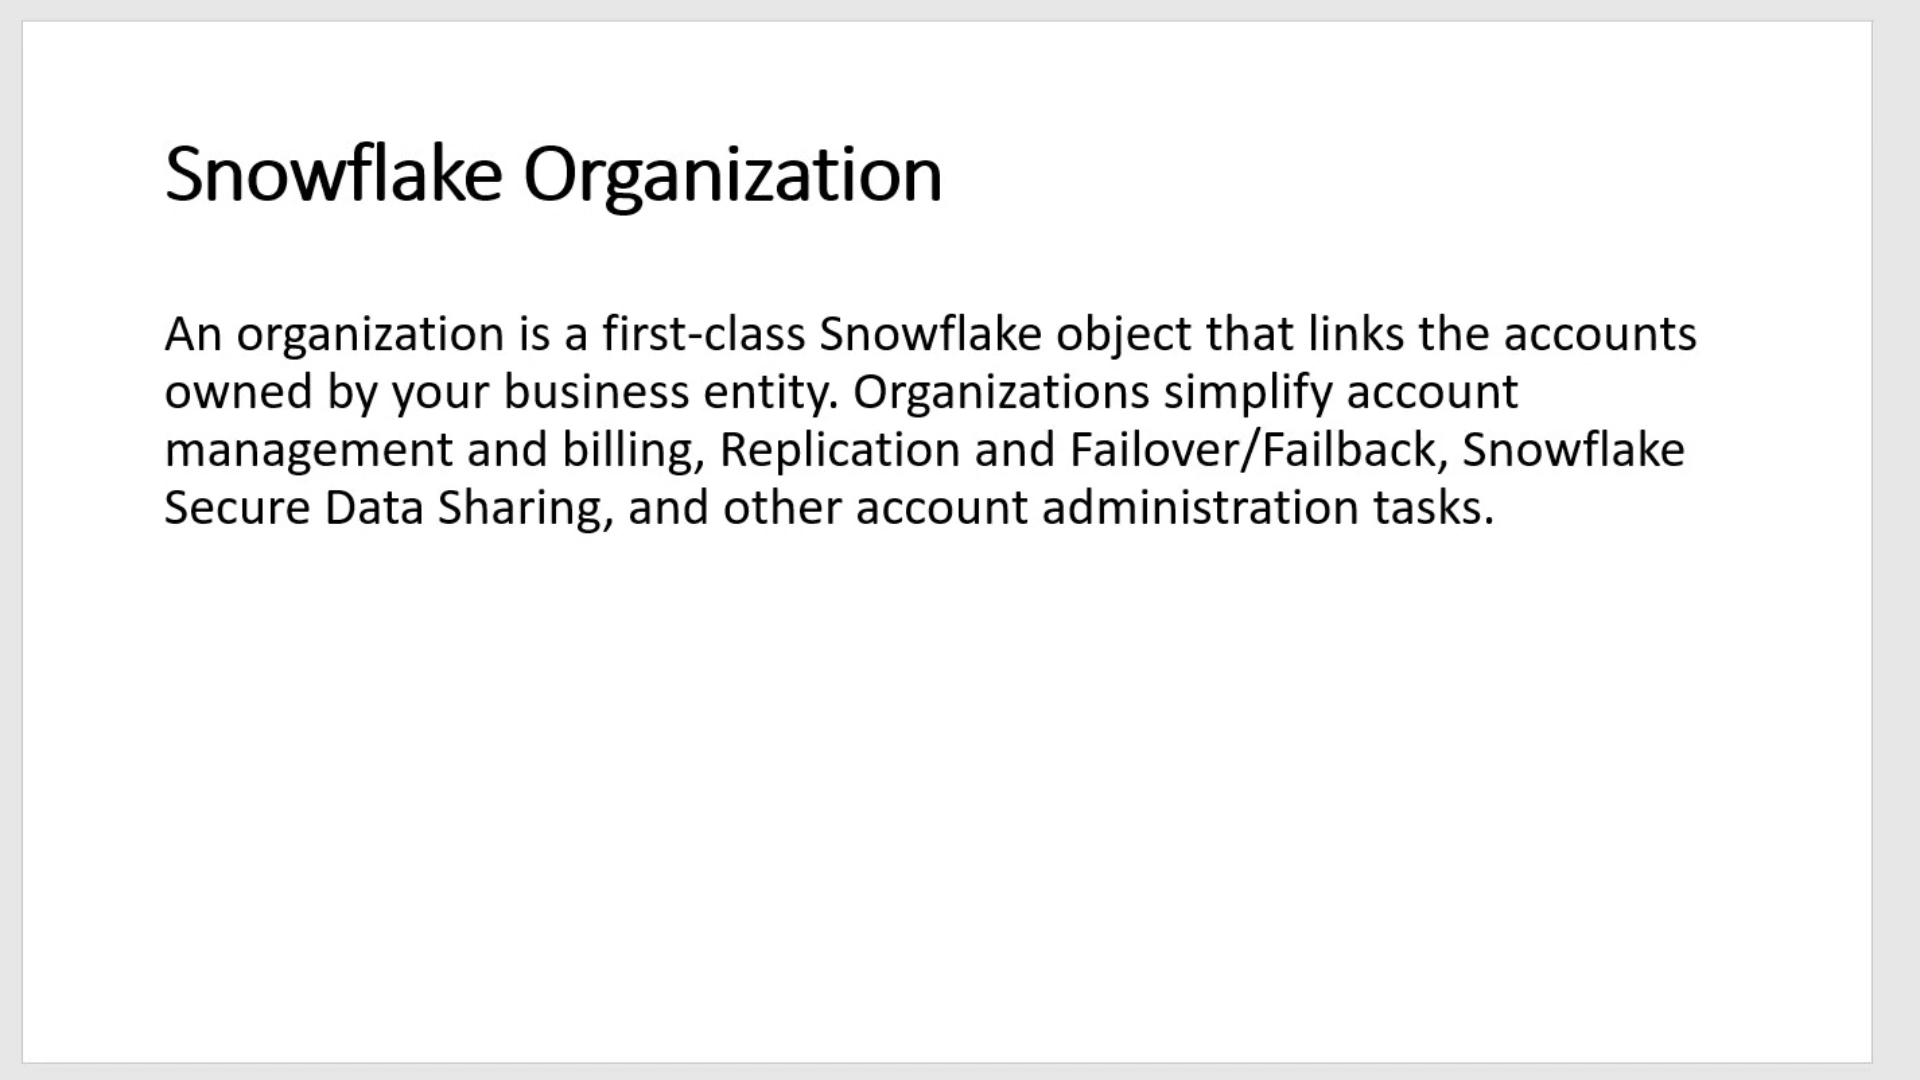 Snowflake Organization
An organization is a first-class Snowflake object that links the accounts
owned by your business entity. Organizations simplify account
management and billing, Replication and Failover/Failback, Snowflake
Secure Data Sharing, and other account administration tasks.